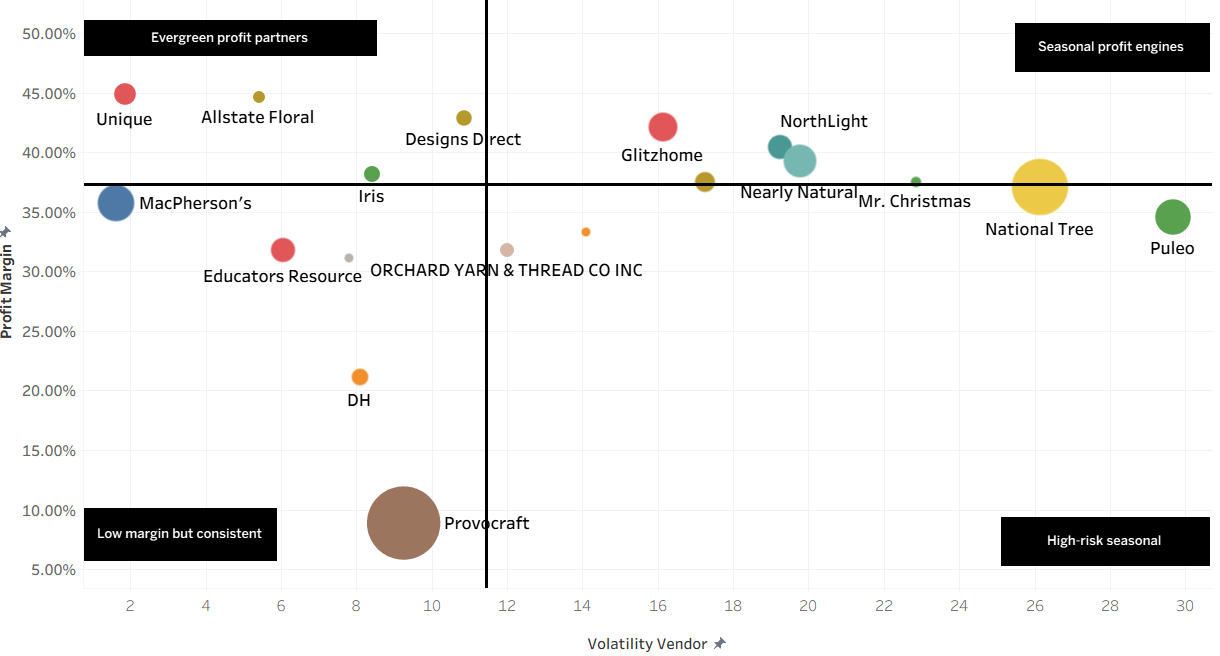 50.00%
Evergreen profit partners
Seasonal profit engines
45.00%
Unique
Allstate Floral
Designs Direct
NorthLight
40.00%
Glitzhome
Iris
Nearly Natural
Mr. Christmas
MacPherson's
35.00%
National Tree
Puleo
30.00%
Educators Resource
ORCHARD YARN & THREAD CO INC
25.00%
20.00%
DH
15.00%
10.00%
Provocraft
Low margin but consistent
High-risk seasonal
5.00%
Profit Margin
2 4 6 8 10 12 14 16 18 20 22 24 26 28 30
Volatility Vendor